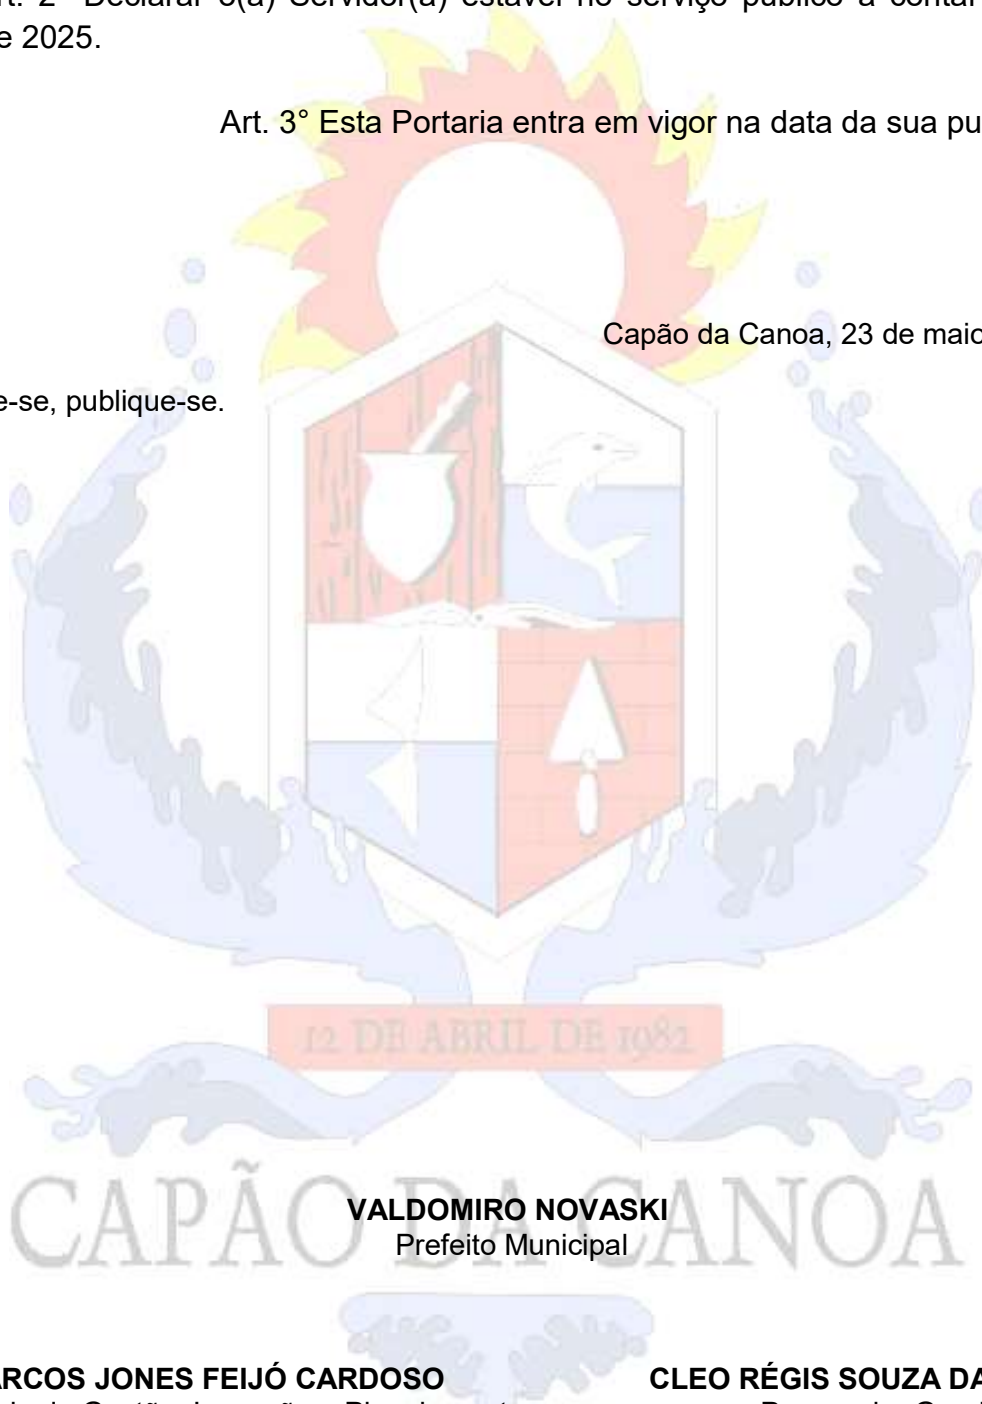 Art. 2° Declarar o(a) Servidor(a) estável no serviço público a contar
e 2025.
Art. 3° Esta Portaria entra em vigor na data da sua pu
Capão da Canoa, 23 de maio
e-se, publique-se.
12 DE ABRIL DE 1982
CAPÃO DA CANOA
VALDOMIRO NOVASKI
Prefeito Municipal
ARCOS JONES FEIJÓ CARDOSO
CLEO RÉGIS SOUZA DA